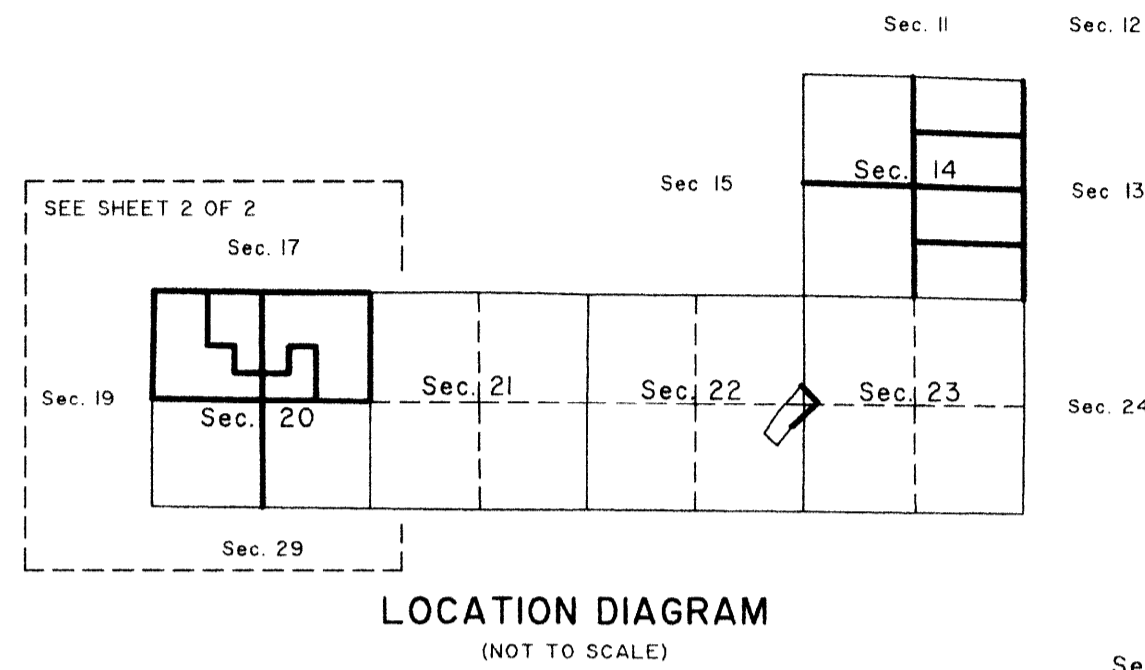 Sec. 11
Sec. 12
Sec. 14
Sec 15
Sec 13
SEE SHEET 2 OF 2
Sec. 17
Sec. 19
Sec. 20
Sec. 21
Sec. 22
Sec. 23
Sec. 24
Sec. 29
LOCATION DIAGRAM
(NOT TO SCALE)
Se